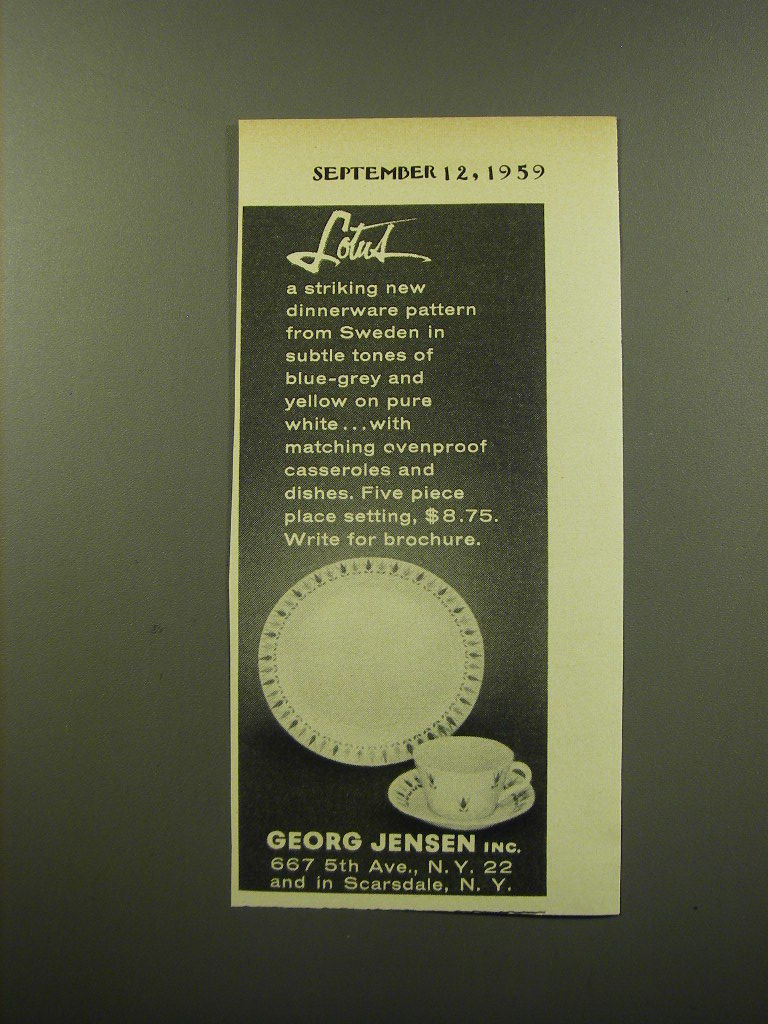 SEPTEMBER 12, 1959
Lotus
a striking new
dinnerware pattern
from Sweden in
subtle tones of
blue-grey and
yellow on pure
white...with
matching ovenproof
casseroles and
dishes. Five piece
place setting, $8.75.
Write for brochure.
GEORG JENSEN INC.
667 5th Ave., N.Y. 22
and in Scarsdale, N. Y.